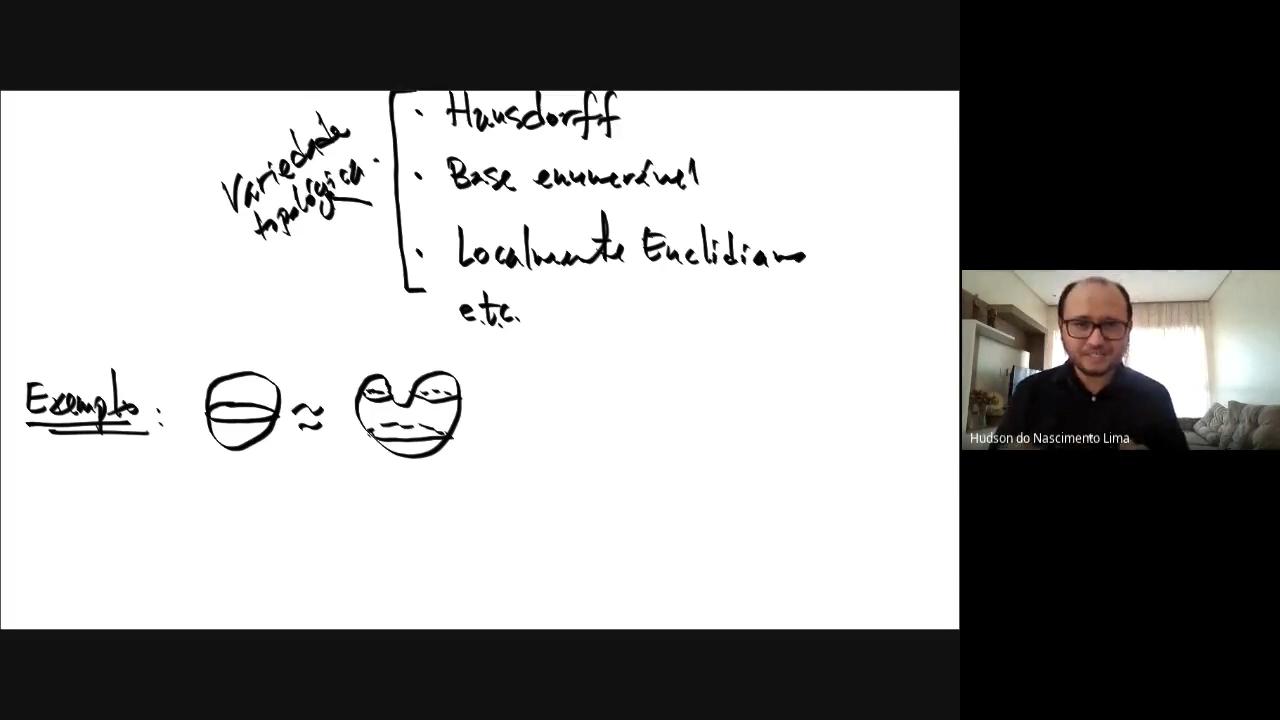 Variedade
topológica.
· Hausdorff
· Base enumerável
· Localmente Euclidiano
etc.
Exemplo: ≈
Hudson do Nascimento Lima